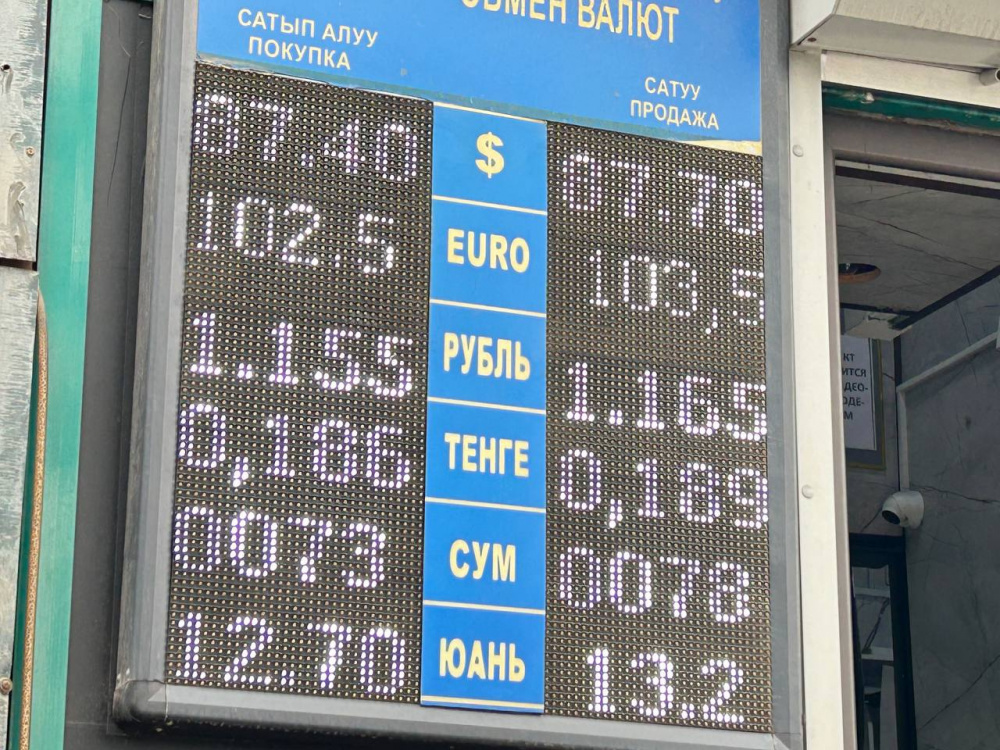 ОБМЕН ВАЛЮТ
САТЫП АЛУУ
ПОКУПКА
САТУУ
ПРОДАЖА
87.40 $ 87.70
102.5 EURO 103,5
1.155 РУБЛЬ 1.165
0,186 ТЕНГЕ 0,189
0073 СУМ 0078
12.70 ЮАНЬ 13.2